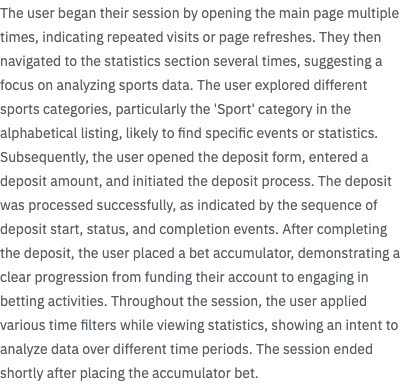 The user began their session by opening the main page multiple
times, indicating repeated visits or page refreshes. They then
navigated to the statistics section several times, suggesting a
focus on analyzing sports data. The user explored different
sports categories, particularly the 'Sport' category in the
alphabetical listing, likely to find specific events or statistics.
Subsequently, the user opened the deposit form, entered a
deposit amount, and initiated the deposit process. The deposit
was processed successfully, as indicated by the sequence of
deposit start, status, and completion events. After completing
the deposit, the user placed a bet accumulator, demonstrating a
clear progression from funding their account to engaging in
betting activities. Throughout the session, the user applied
various time filters while viewing statistics, showing an intent to
analyze data over different time periods. The session ended
shortly after placing the accumulator bet.